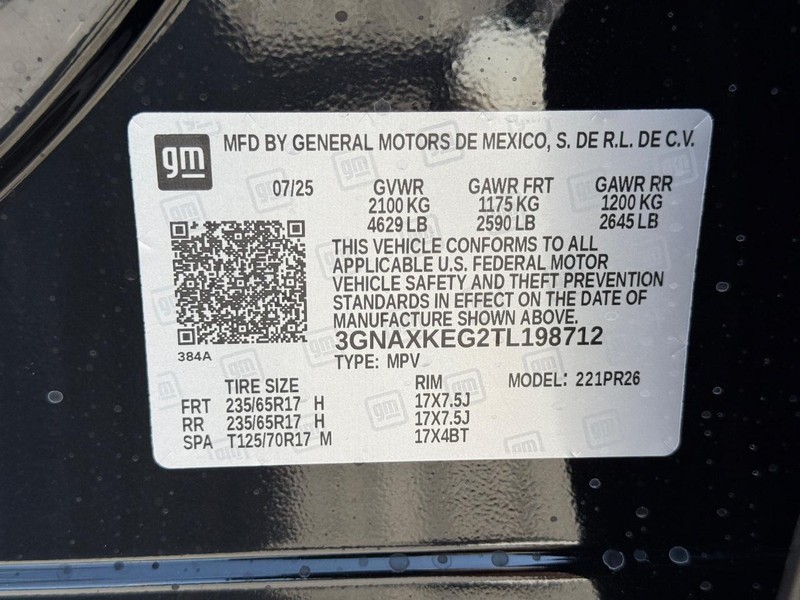 gm
MFD BY GENERAL MOTORS DE MEXICO, S. DE R.L. DE C.V.
07/25 GVWR GAWR FRT GAWR RR
2100 KG 1175 KG 1200 KG
4629 LB 2590 LB 2645 LB
THIS VEHICLE CONFORMS TO ALL
APPLICABLE U.S. FEDERAL MOTOR
VEHICLE SAFETY AND THEFT PREVENTION
STANDARDS IN EFFECT ON THE DATE OF
MANUFACTURE SHOWN ABOVE.
3GNAXKEG2TL198712
384A
TYPE: MPV
TIRE SIZE RIM MODEL: 221PR26
FRT 235/65R17 H 17X7.5J
RR 235/65R17 H 17X7.5J
SPA T125/70R17 M 17X4BT